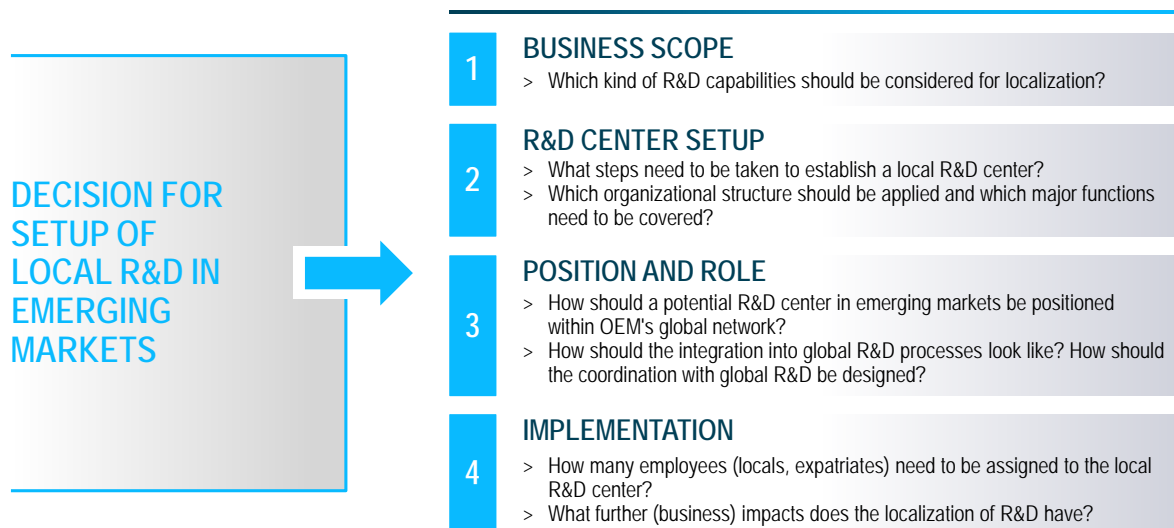 DECISION FOR
SETUP OF
LOCAL R&D IN
EMERGING
MARKETS
1
BUSINESS SCOPE
> Which kind of R&D capabilities should be considered for localization?
2
R&D CENTER SETUP
> What steps need to be taken to establish a local R&D center?
> Which organizational structure should be applied and which major functions
need to be covered?
3
POSITION AND ROLE
> How should a potential R&D center in emerging markets be positioned
within OEM's global network?
> How should the integration into global R&D processes look like? How should
the coordination with global R&D be designed?
4
IMPLEMENTATION
> How many employees (locals, expatriates) need to be assigned to the local
R&D center?
> What further (business) impacts does the localization of R&D have?